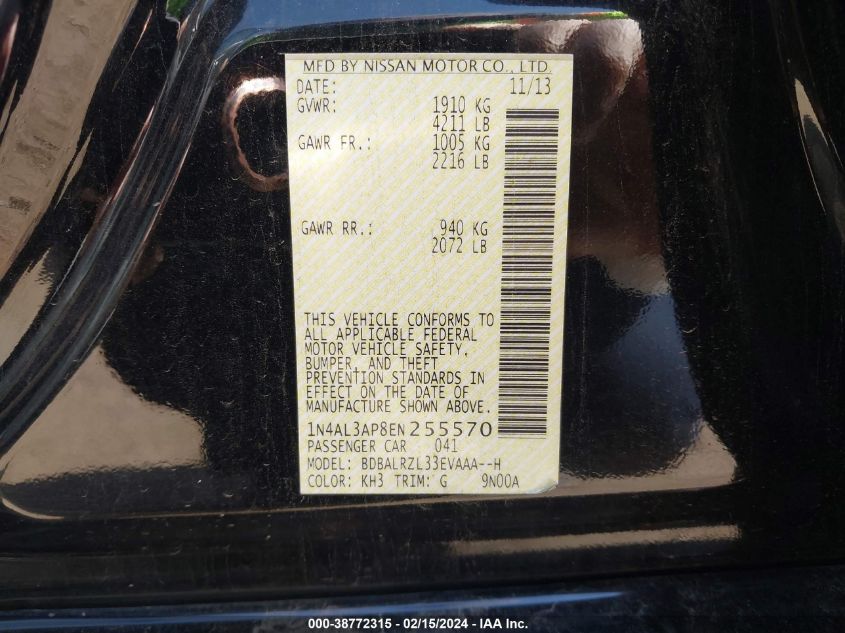 MFD BY NISSAN MOTOR CO., LTD.
DATE: 11/13
GVWR: 1910 KG
4211 LB
GAWR FR.: 1005 KG
2216 LB
GAWR RR.: 940 KG
2072 LB
THIS VEHICLE CONFORMS TO
ALL APPLICABLE FEDERAL
MOTOR VEHICLE SAFETY,
BUMPER, AND THEFT
PREVENTION STANDARDS IN
EFFECT ON THE DATE OF
MANUFACTURE SHOWN ABOVE.
1N4AL3AP8EN255570
PASSENGER CAR 041
MODEL: BDBALRZL33EVAAA--H
COLOR: KH3 TRIM: G 9N00A
000-38772315 - 02/15/2024 - IAA Inc.